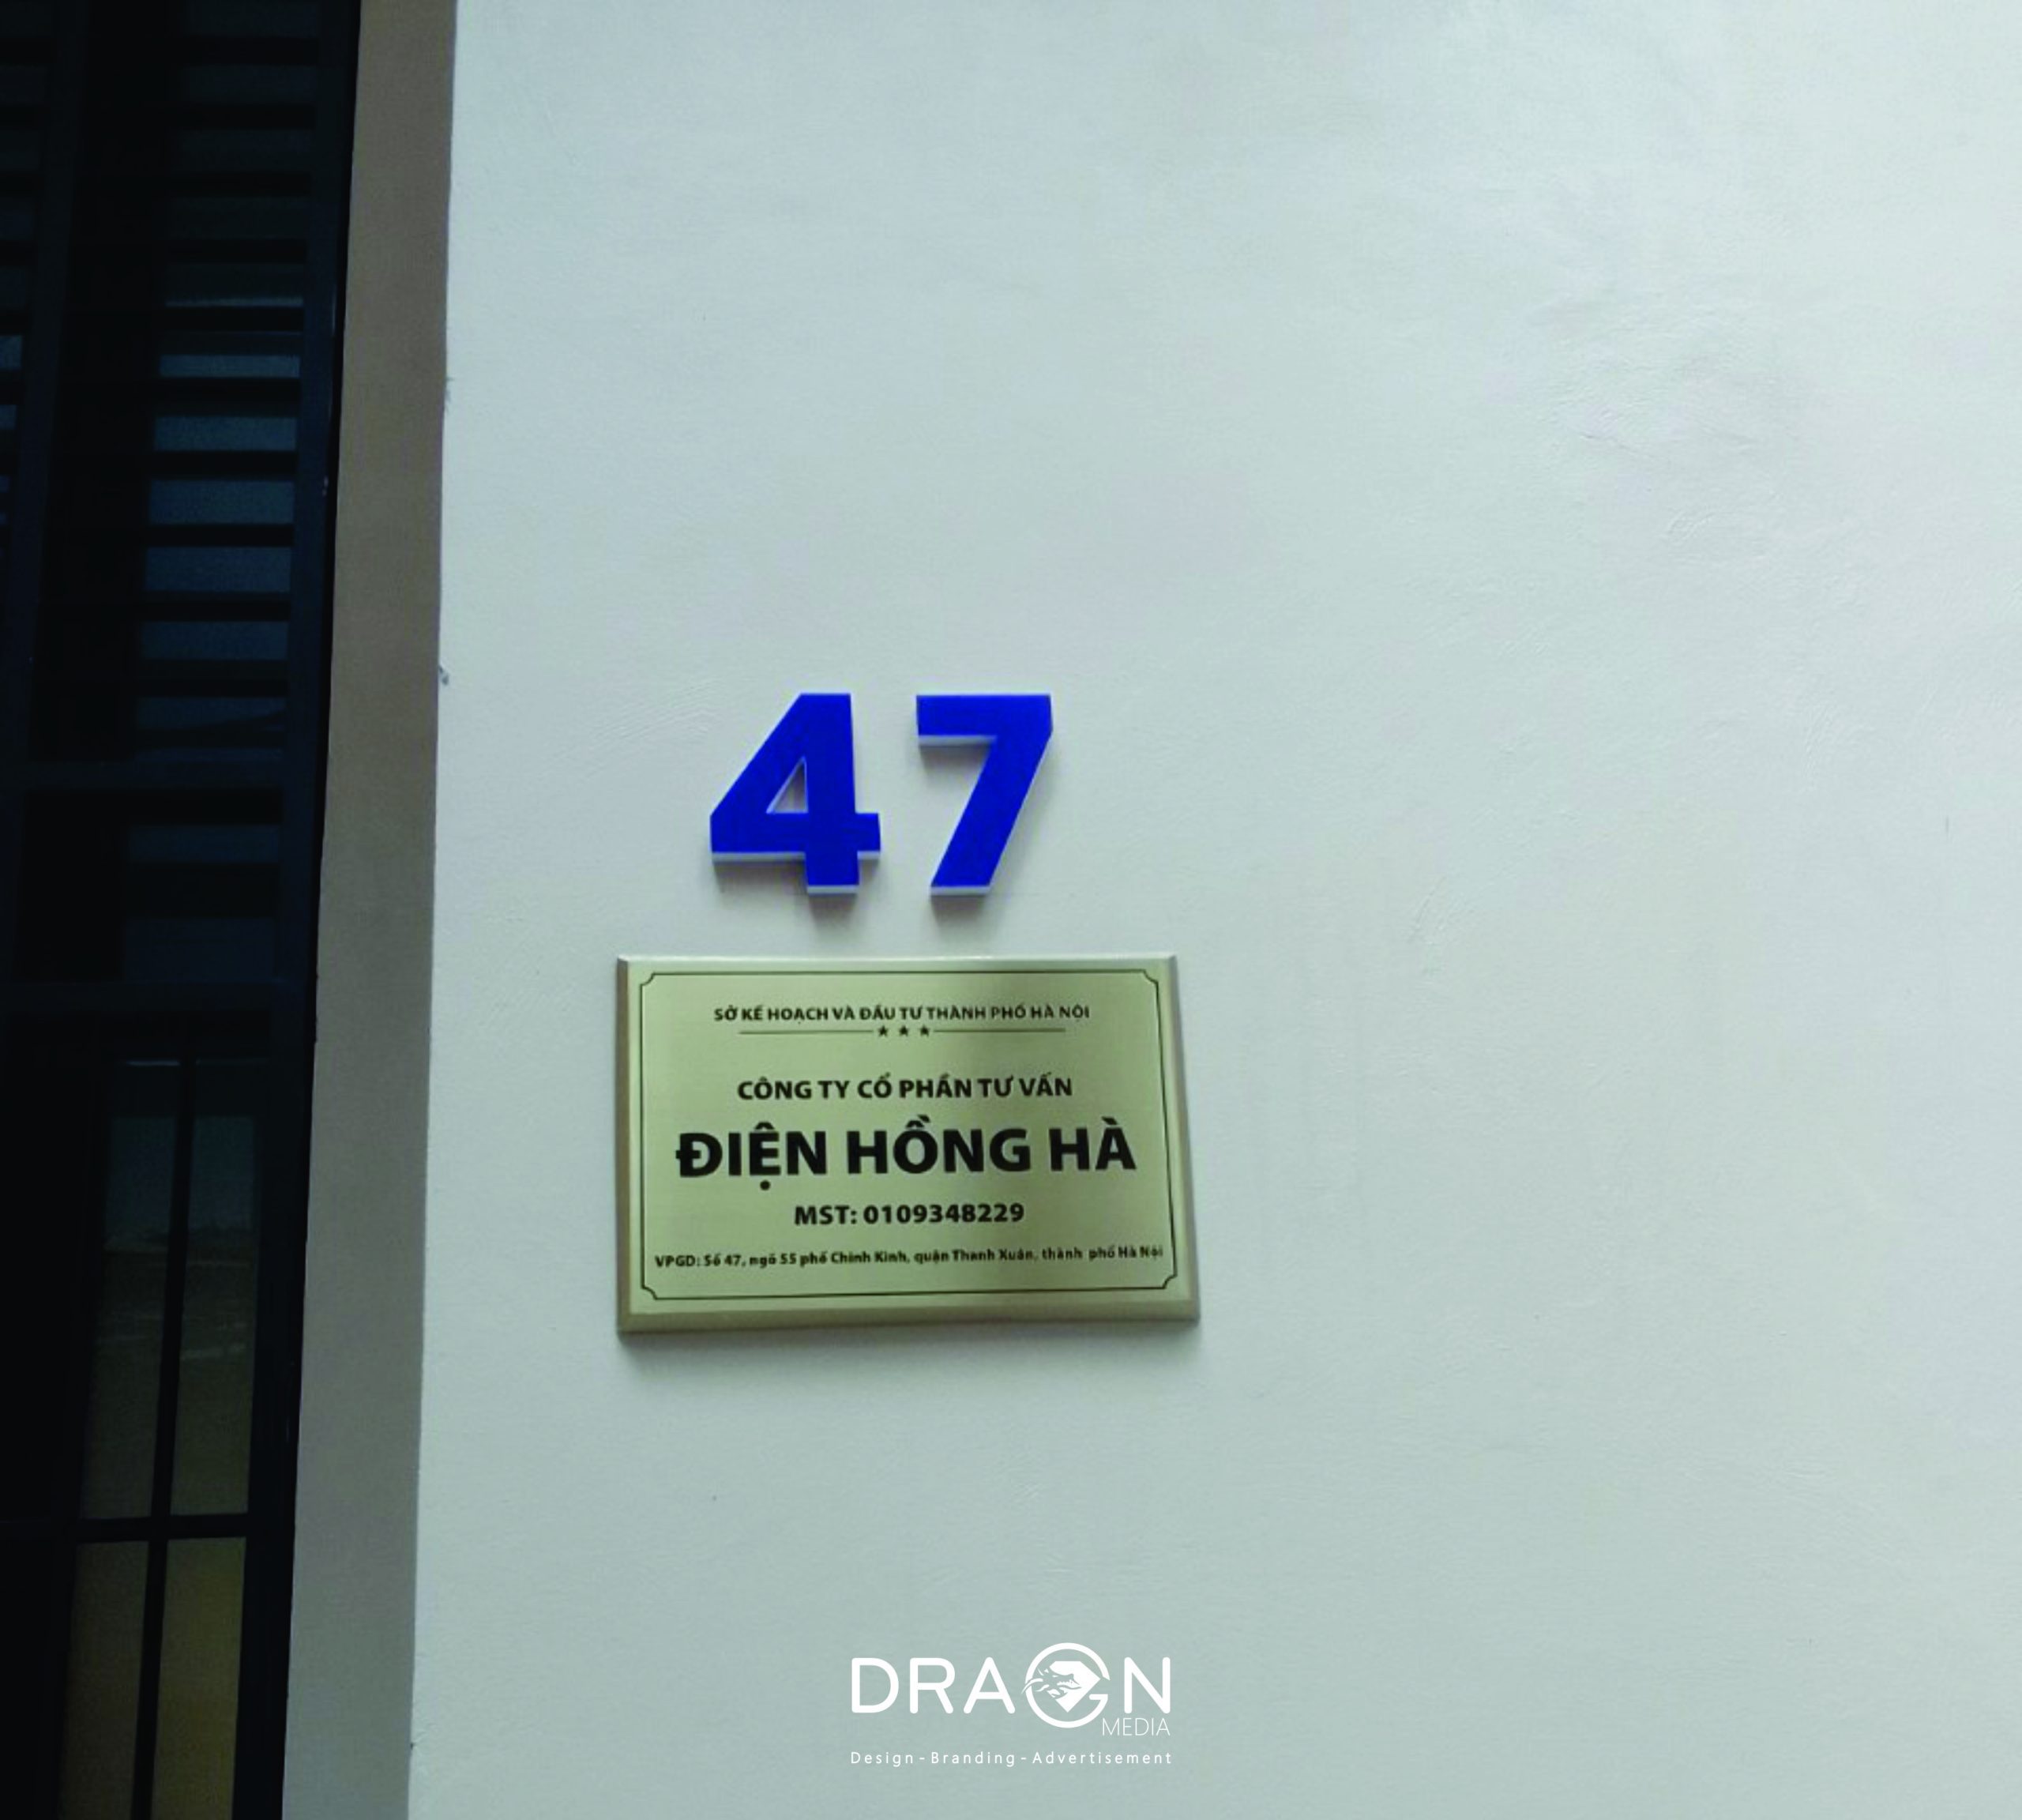 47
SỞ KẾ HOẠCH VÀ ĐẦU TƯ THÀNH PHỐ HÀ NỘI
CÔNG TY CỔ PHẦN TƯ VẤN
ĐIỆN HỒNG HÀ
MST: 0109348229
VPGD: Số 47, ngõ 55 phố Chính Kinh, quận Thanh Xuân, thành phố Hà Nội
DRAGON
MEDIA
Design - Branding - Advertisement